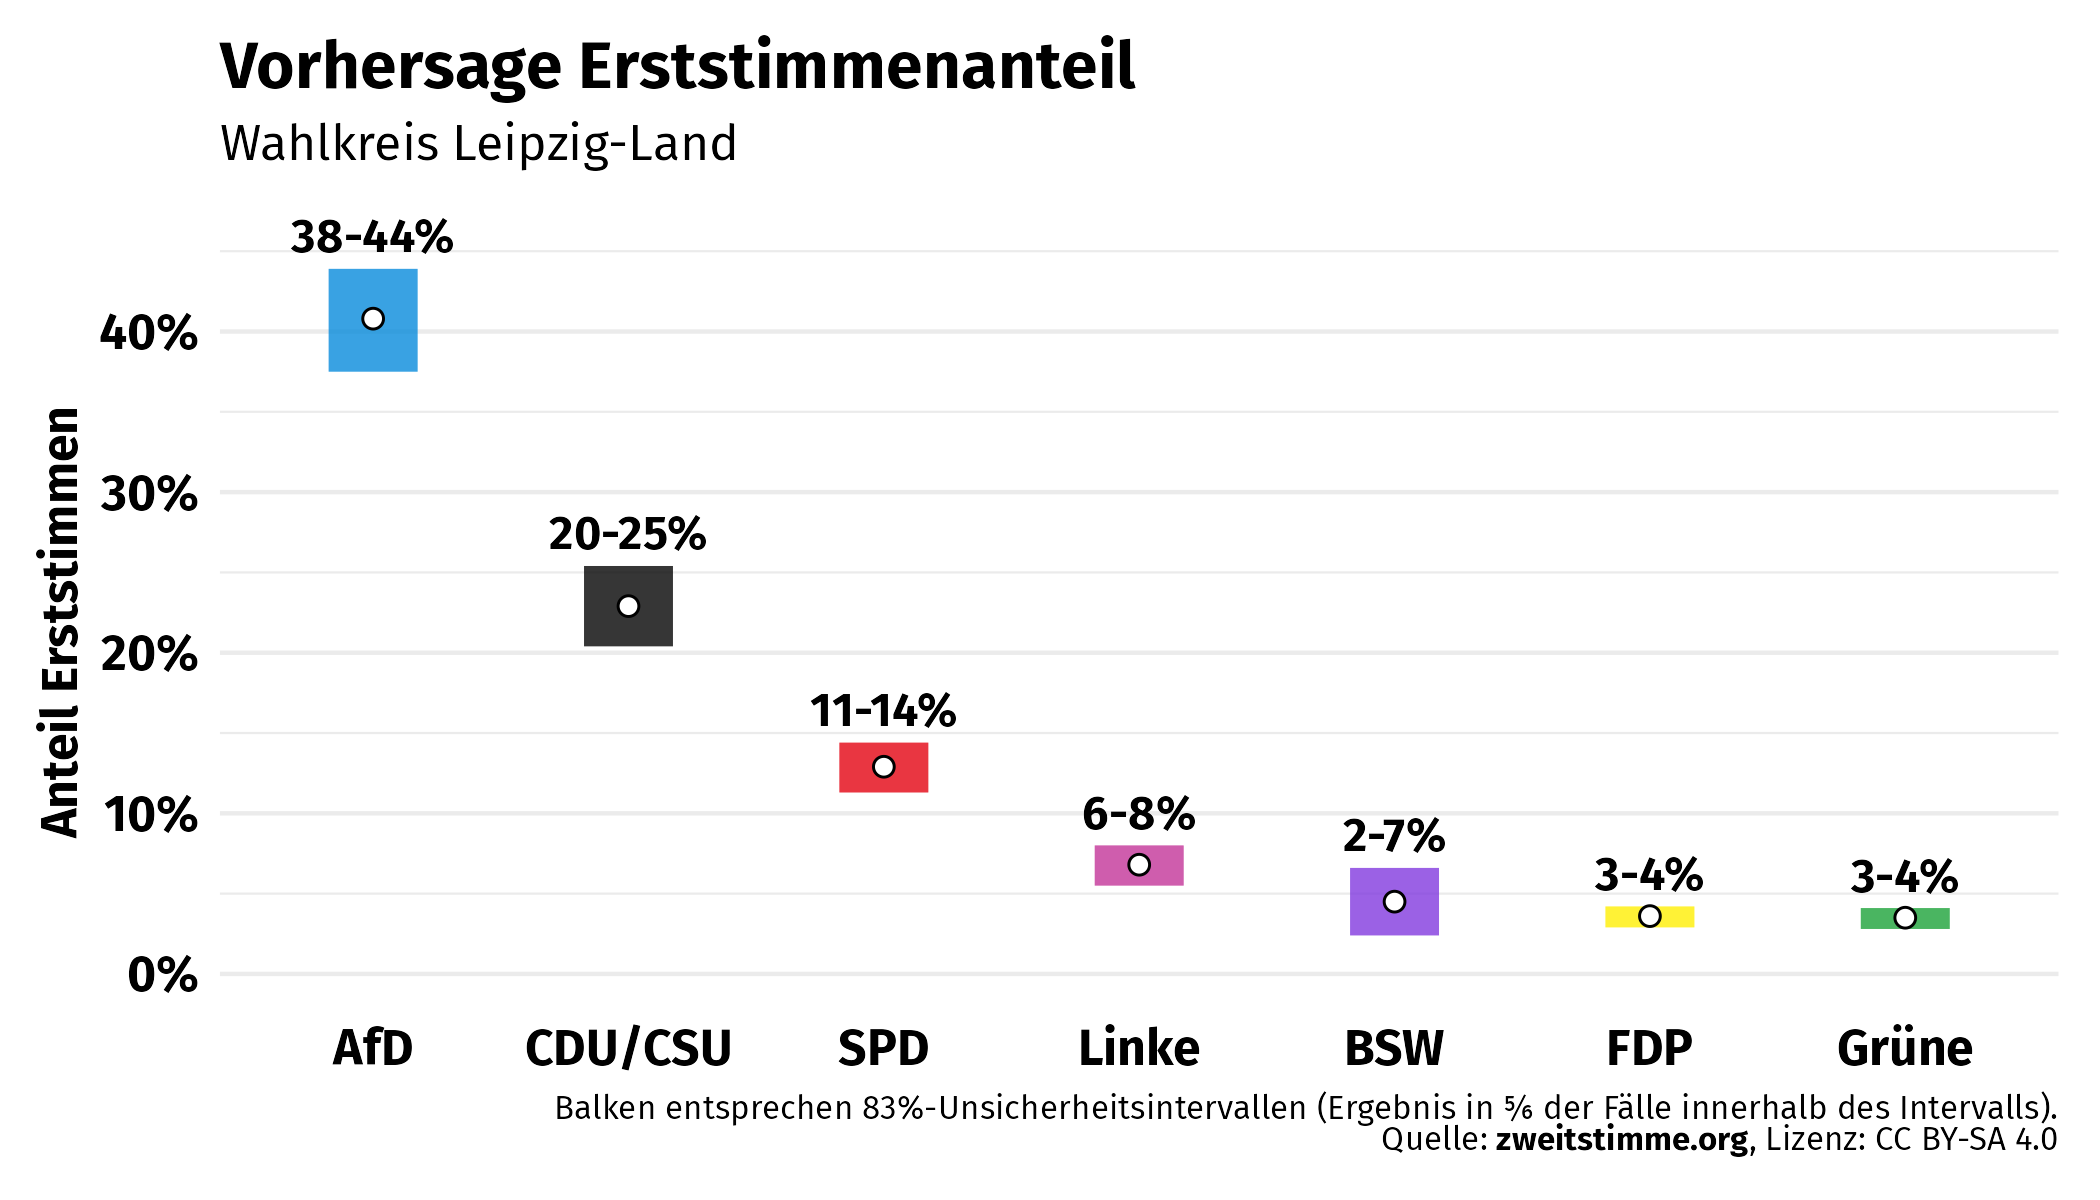 Vorhersage Erststimmenanteil
Wahlkreis Leipzig-Land
Anteil Erststimmen
40%
30%
20%
10%
0%
38-44%
20-25%
11-14%
6-8%
2-7%
3-4%
3-4%
AfD
CDU/CSU
SPD
Linke
BSW
FDP
Grüne
Balken entsprechen 83%-Unsicherheitsintervallen (Ergebnis in ⅚ der Fälle innerhalb des Intervalls).
Quelle: zweitstimme.org, Lizenz: CC BY-SA 4.0